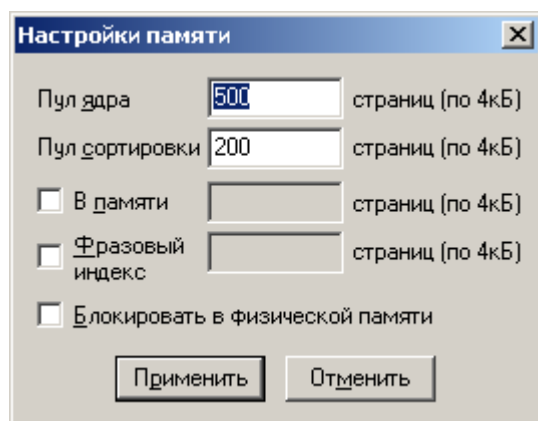 Настройки памяти
Пул ядра 500 страниц (по 4кБ)
Пул сортировки 200 страниц (по 4кБ)
В памяти страниц (по 4кБ)
Фразовый индекс страниц (по 4кБ)
Блокировать в физической памяти
Применить Отменить